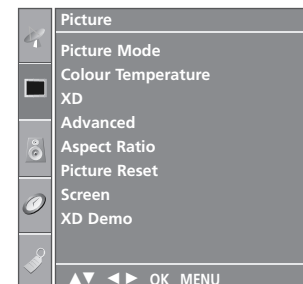 Picture
Picture Mode
Colour Temperature
XD
Advanced
Aspect Ratio
Picture Reset
Screen
XD Demo
▲▼ ◄► OK MENU